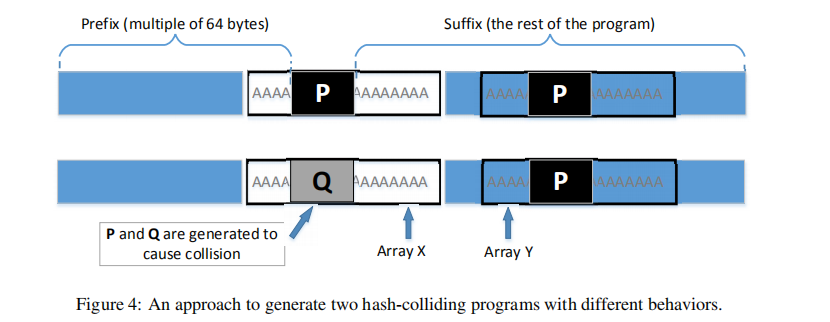 Prefix (multiple of 64 bytes) Suffix (the rest of the program)
AAAA P AAAAAAAA AAAA P AAAAAAA
AAAA Q AAAAAAAA AAAA P AAAAAAA
P and Q are generated to
cause collision
Array X Array Y
Figure 4: An approach to generate two hash-colliding programs with different behaviors.